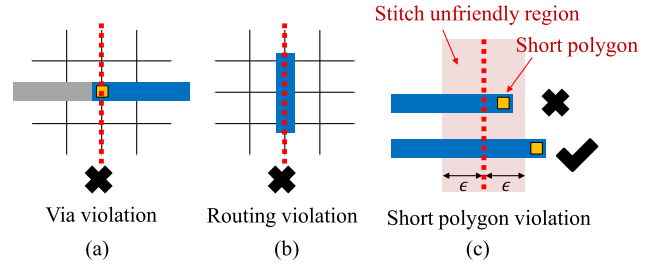 Stitch unfriendly region
Short polygon
ϵ ϵ
Via violation
Routing violation
Short polygon violation
(a)
(b)
(c)